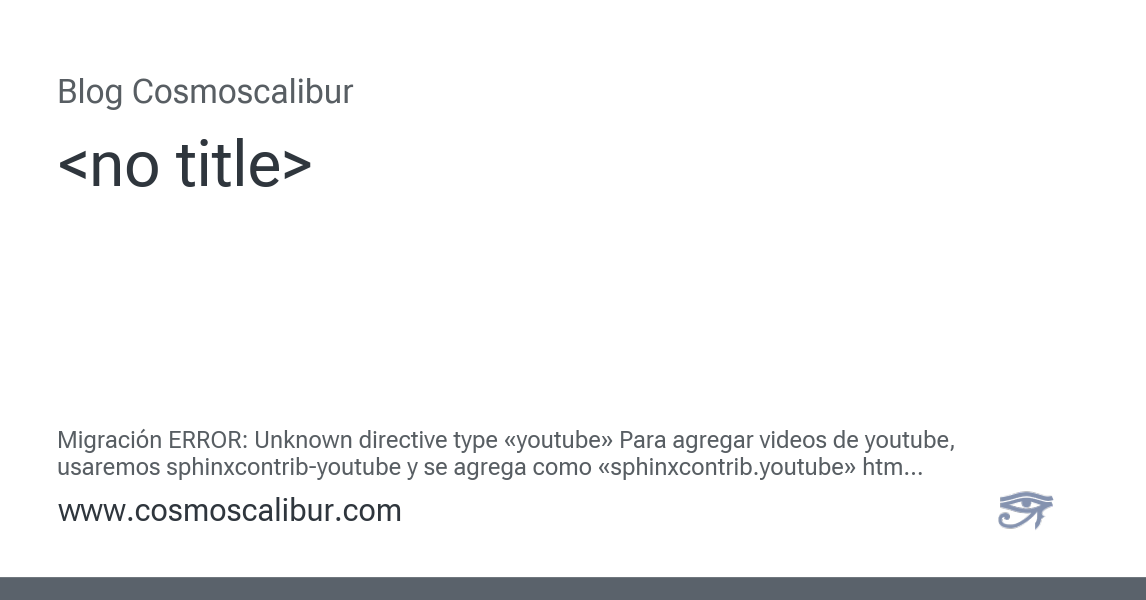 Blog Cosmoscalibur
<no title>
Migración ERROR: Unknown directive type «youtube» Para agregar videos de youtube,
usaremos sphinxcontrib-youtube y se agrega como «sphinxcontrib.youtube» htm...
www.cosmoscalibur.com